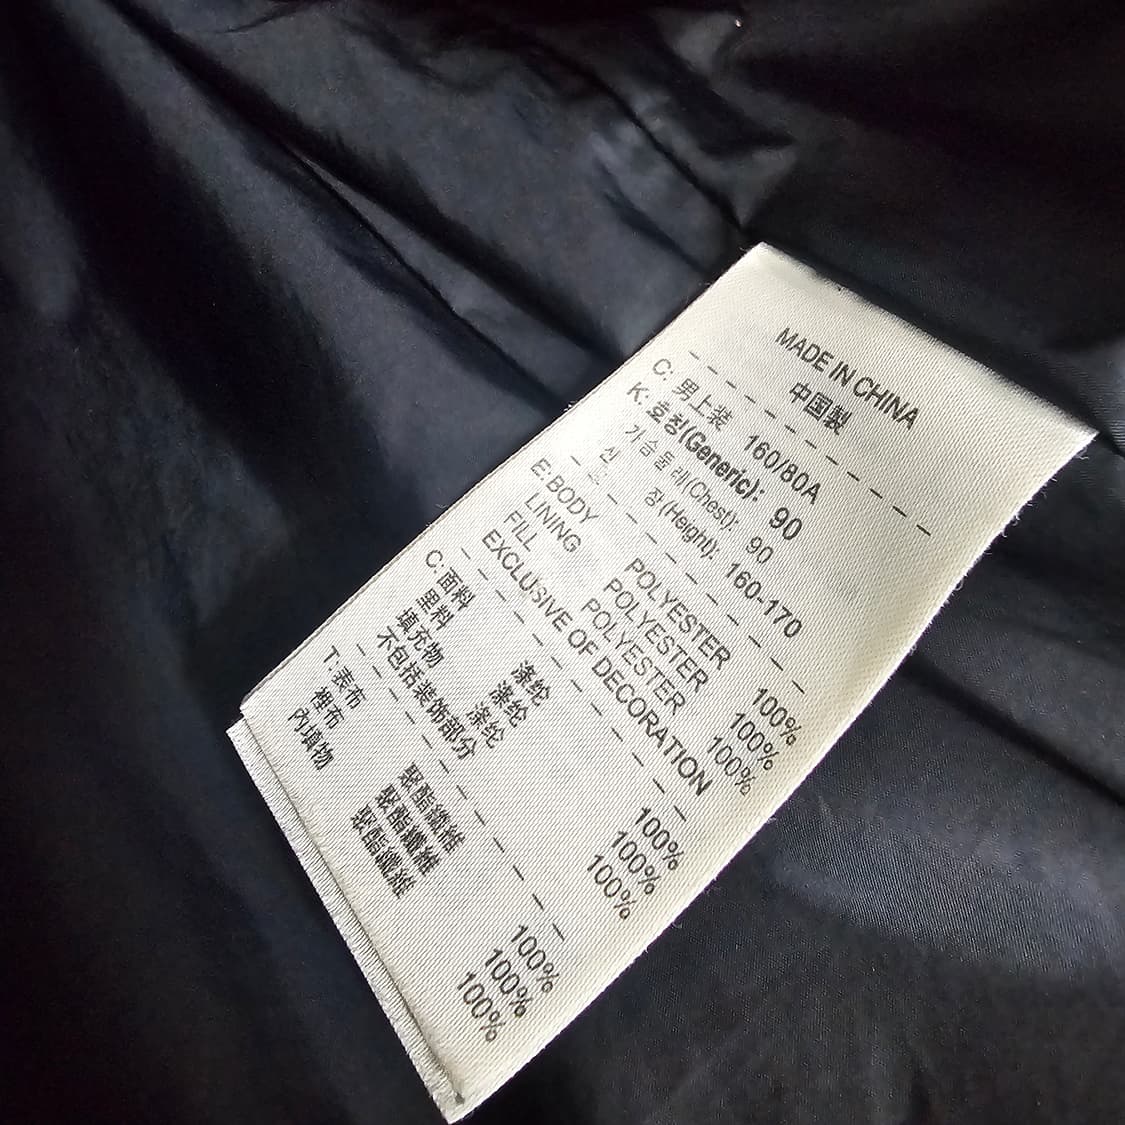 MADE IN CHINA
中国製
C: 男上装 160/80A
K: 호칭(Generic): 90
가슴둘레(Chest): 90
신 장(Height): 160-170
E:BODY POLYESTER 100%
LINING POLYESTER 100%
FILL POLYESTER 100%
EXCLUSIVE OF DECORATION
C:面料 涤纶 100%
里料 涤纶 100%
填充物 涤纶 100%
不包括装饰部分
T:表布 聚酯纖維 100%
裡布 聚酯纖維 100%
內填物 聚酯纖維 100%